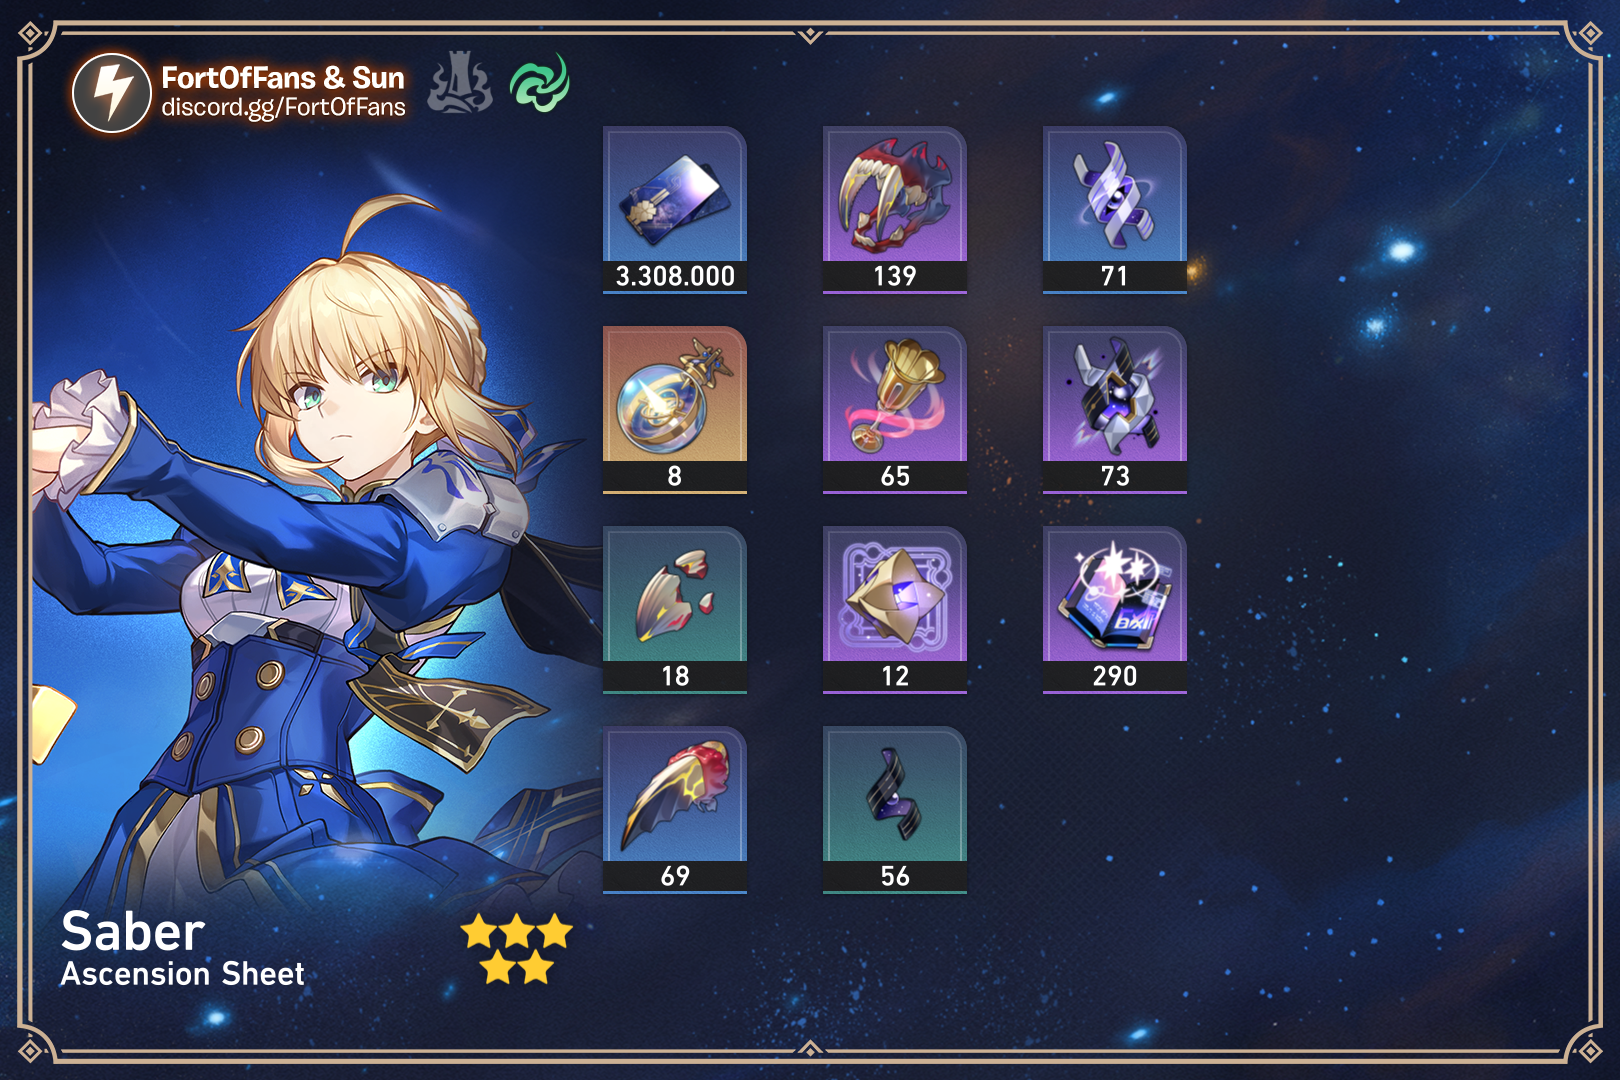 FortOfFans & Sun
discord.gg/FortOfFans
3.308.000
139
71
8
65
73
18
12
290
69
56
Saber
Ascension Sheet